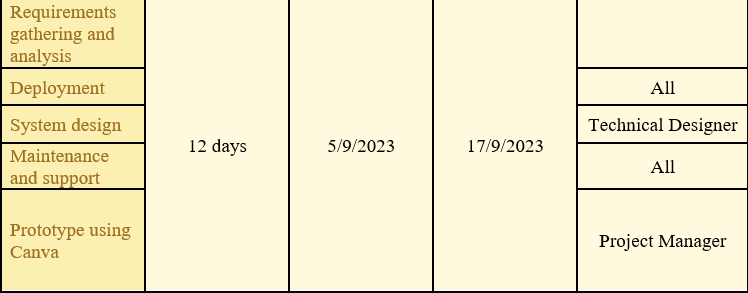 Requirements
gathering and
analysis
Deployment
All
System design
Technical Designer
12 days
5/9/2023
17/9/2023
Maintenance
and support
All
Prototype using
Canva
Project Manager